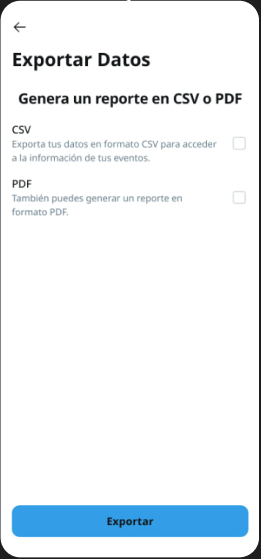 Exportar Datos
Genera un reporte en CSV o PDF
CSV
Exporta tus datos en formato CSV para acceder
a la información de tus eventos.
PDF
También puedes generar un reporte en
formato PDF.
Exportar